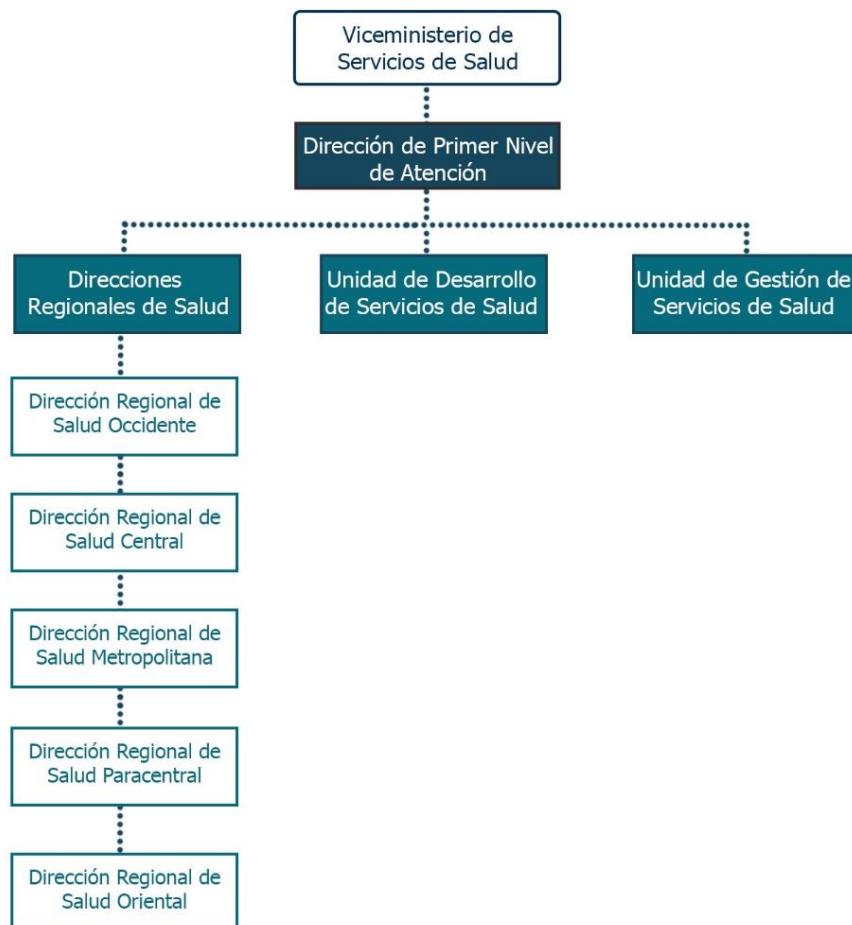 Viceministerio de
Servicios de Salud
Dirección de Primer Nivel
de Atención
Direciones
Regionales de Salud
Unidad de Desarrollo
de Servicios de Salud
Unidad de Gestión de
Servicios de Salud
Dirección Regional de
Salud Occidente
Dirección Regional de
Salud Central
Dirección Regional de
Salud Metropolitana
Dirección Regional de
Salud Paracentral
Dirección Regional de
Salud Oriental